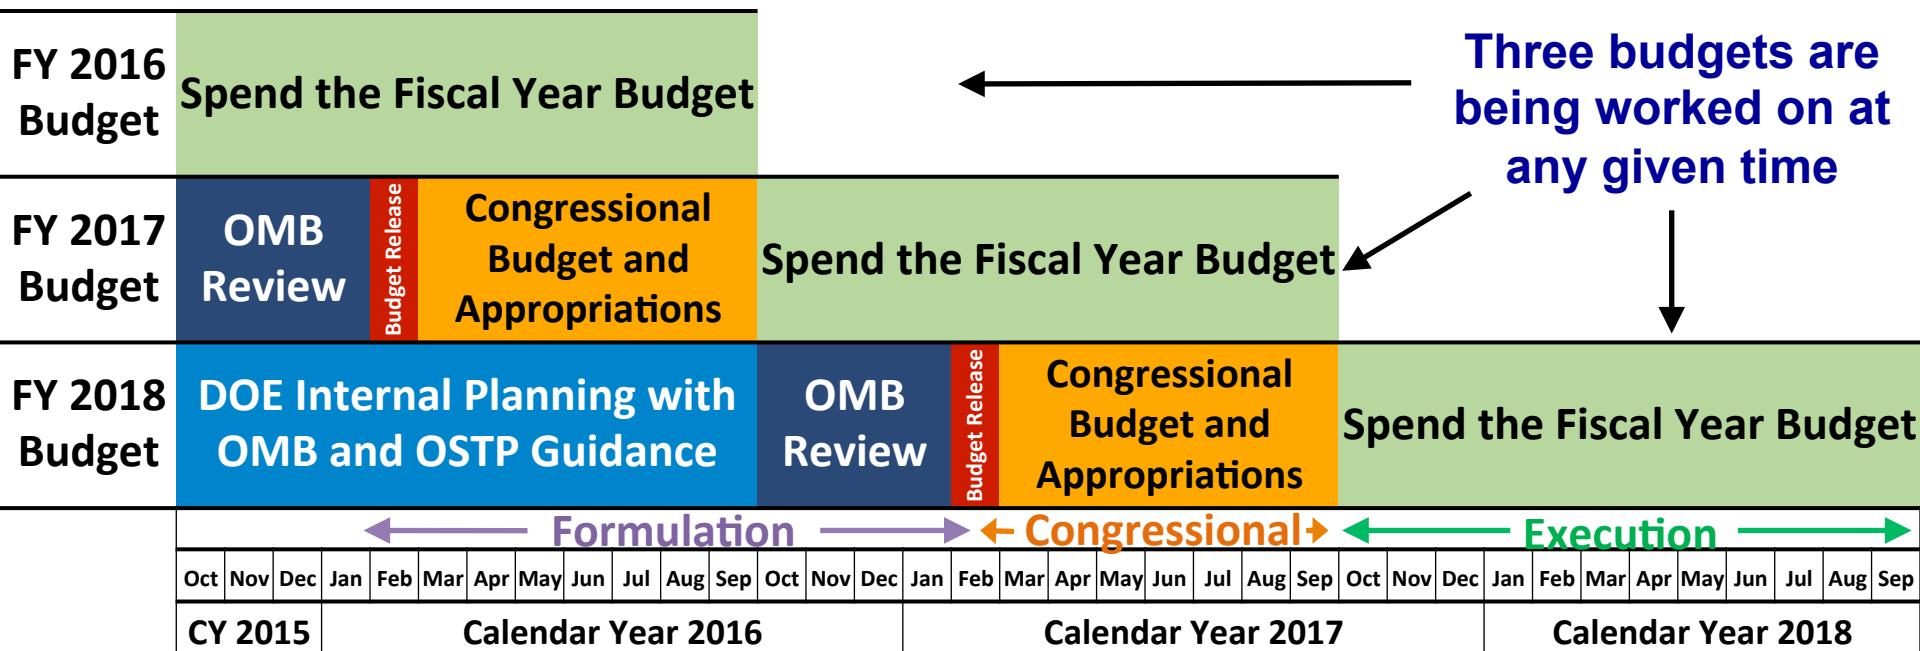 FY 2016
Budget
Spend the Fiscal Year Budget
Three budgets are
being worked on at
any given time
FY 2017
Budget
OMB
Review
Budget Release
Congressional
Budget and
Appropriations
Spend the Fiscal Year Budget
FY 2018
Budget
DOE Internal Planning with
OMB and OSTP Guidance
OMB
Review
Budget Release
Congressional
Budget and
Appropriations
Spend the Fiscal Year Budget
Formulation Congressional Execution
Oct Nov Dec Jan Feb Mar Apr May Jun Jul Aug Sep Oct Nov Dec Jan Feb Mar Apr May Jun Jul Aug Sep Oct Nov Dec Jan Feb Mar Apr May Jun Jul Aug Sep
CY 2015 Calendar Year 2016 Calendar Year 2017 Calendar Year 2018